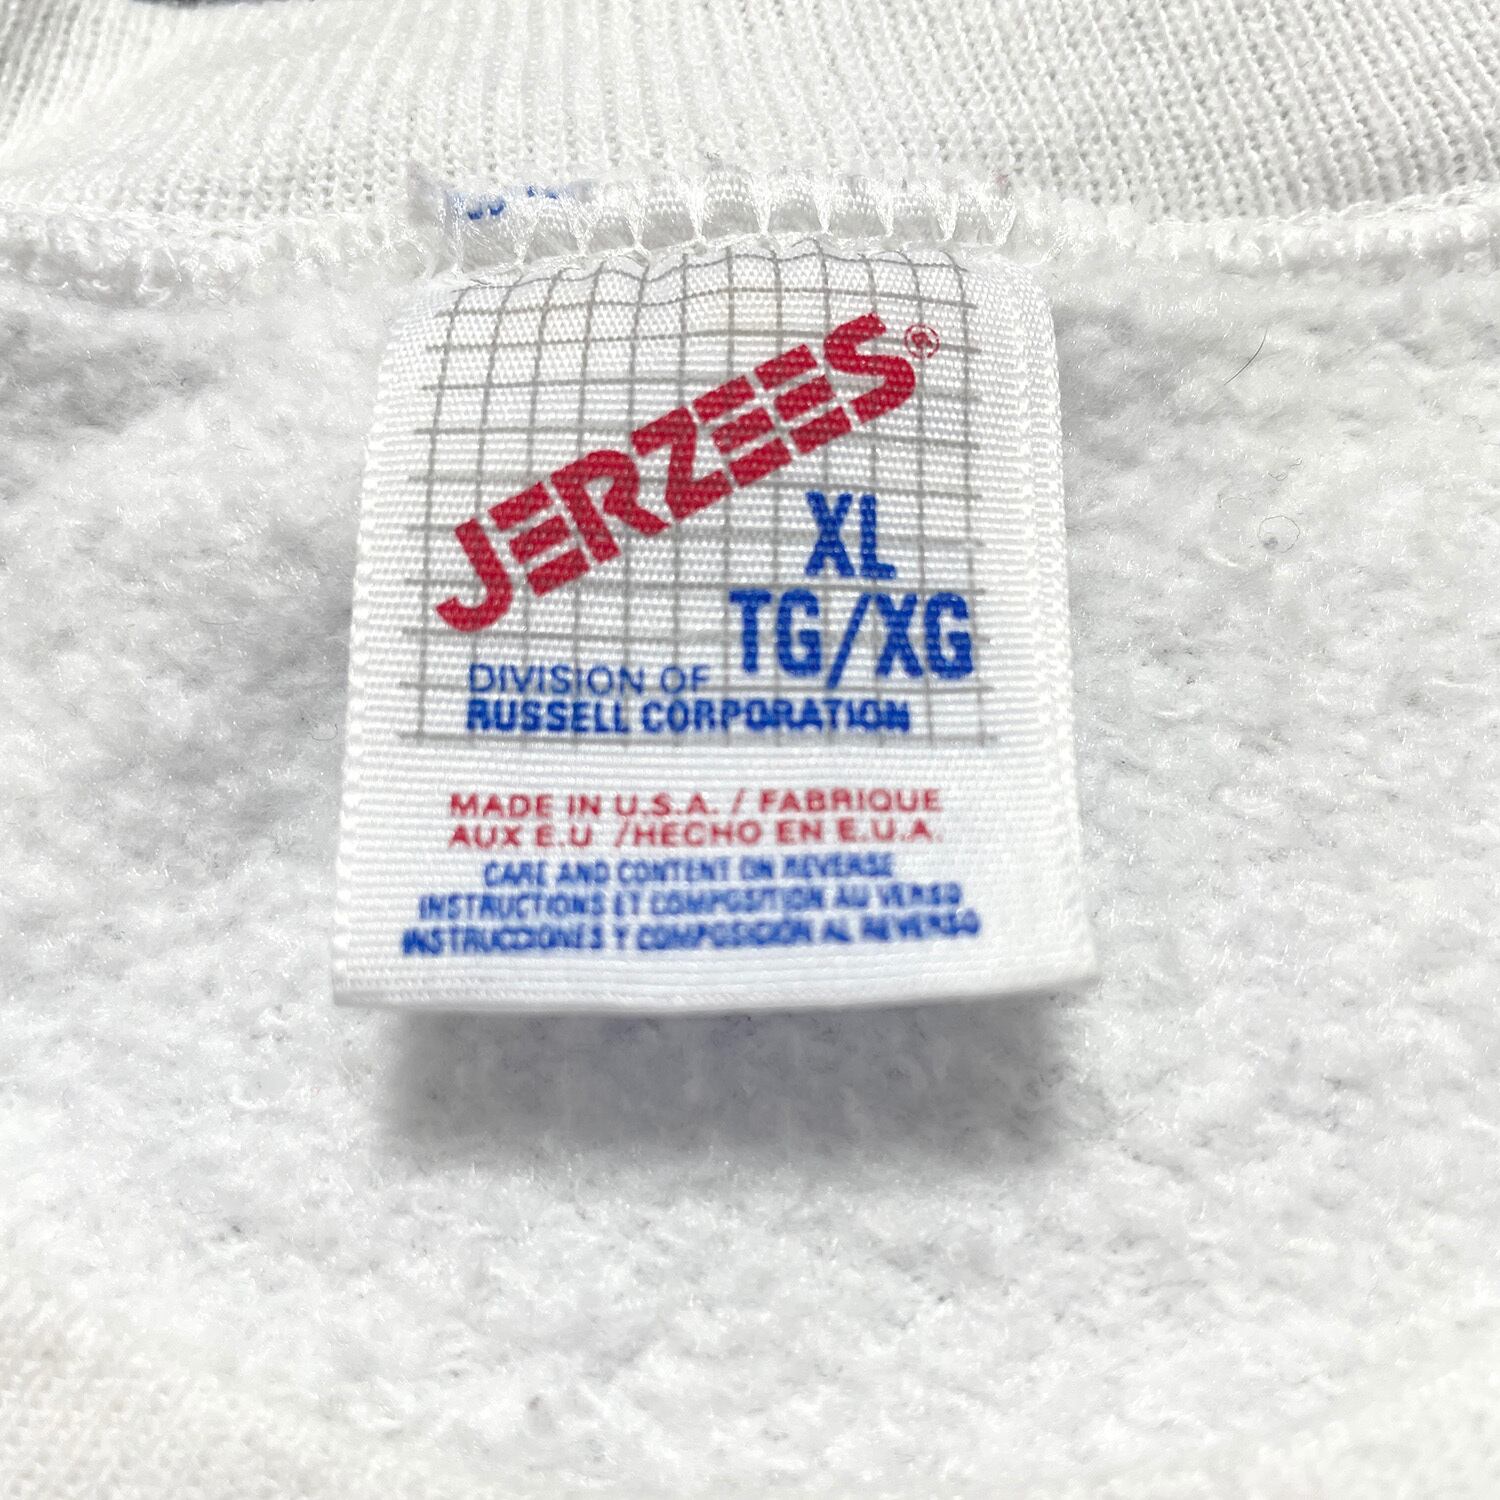 JERZEES®
XL
TG/XG
DIVISION OF
RUSSELL CORPORATION
MADE IN U.S.A. / FABRIQUE
AUX E.U /HECHO EN E.U.A.
CARE AND CONTENT ON REVERSE
INSTRUCTIONS ET COMPOSITION AU VERSO
INSTRUCCIONES Y COMPOSICIÓN AL REVERSO